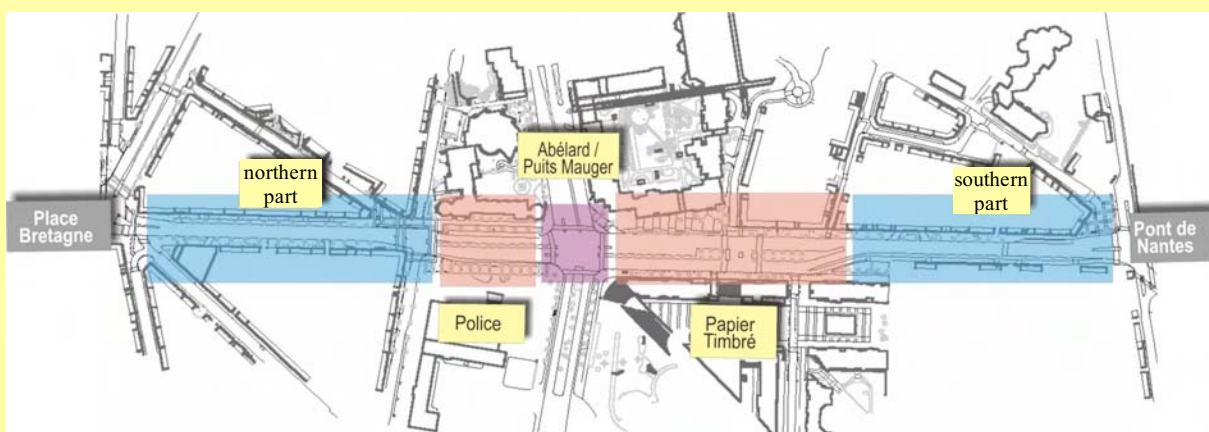 Abélard /
Puits Mauger
northern
part
southern
part
Place
Bretagne
Pont de
Nantes
Police
Papier
Timbré